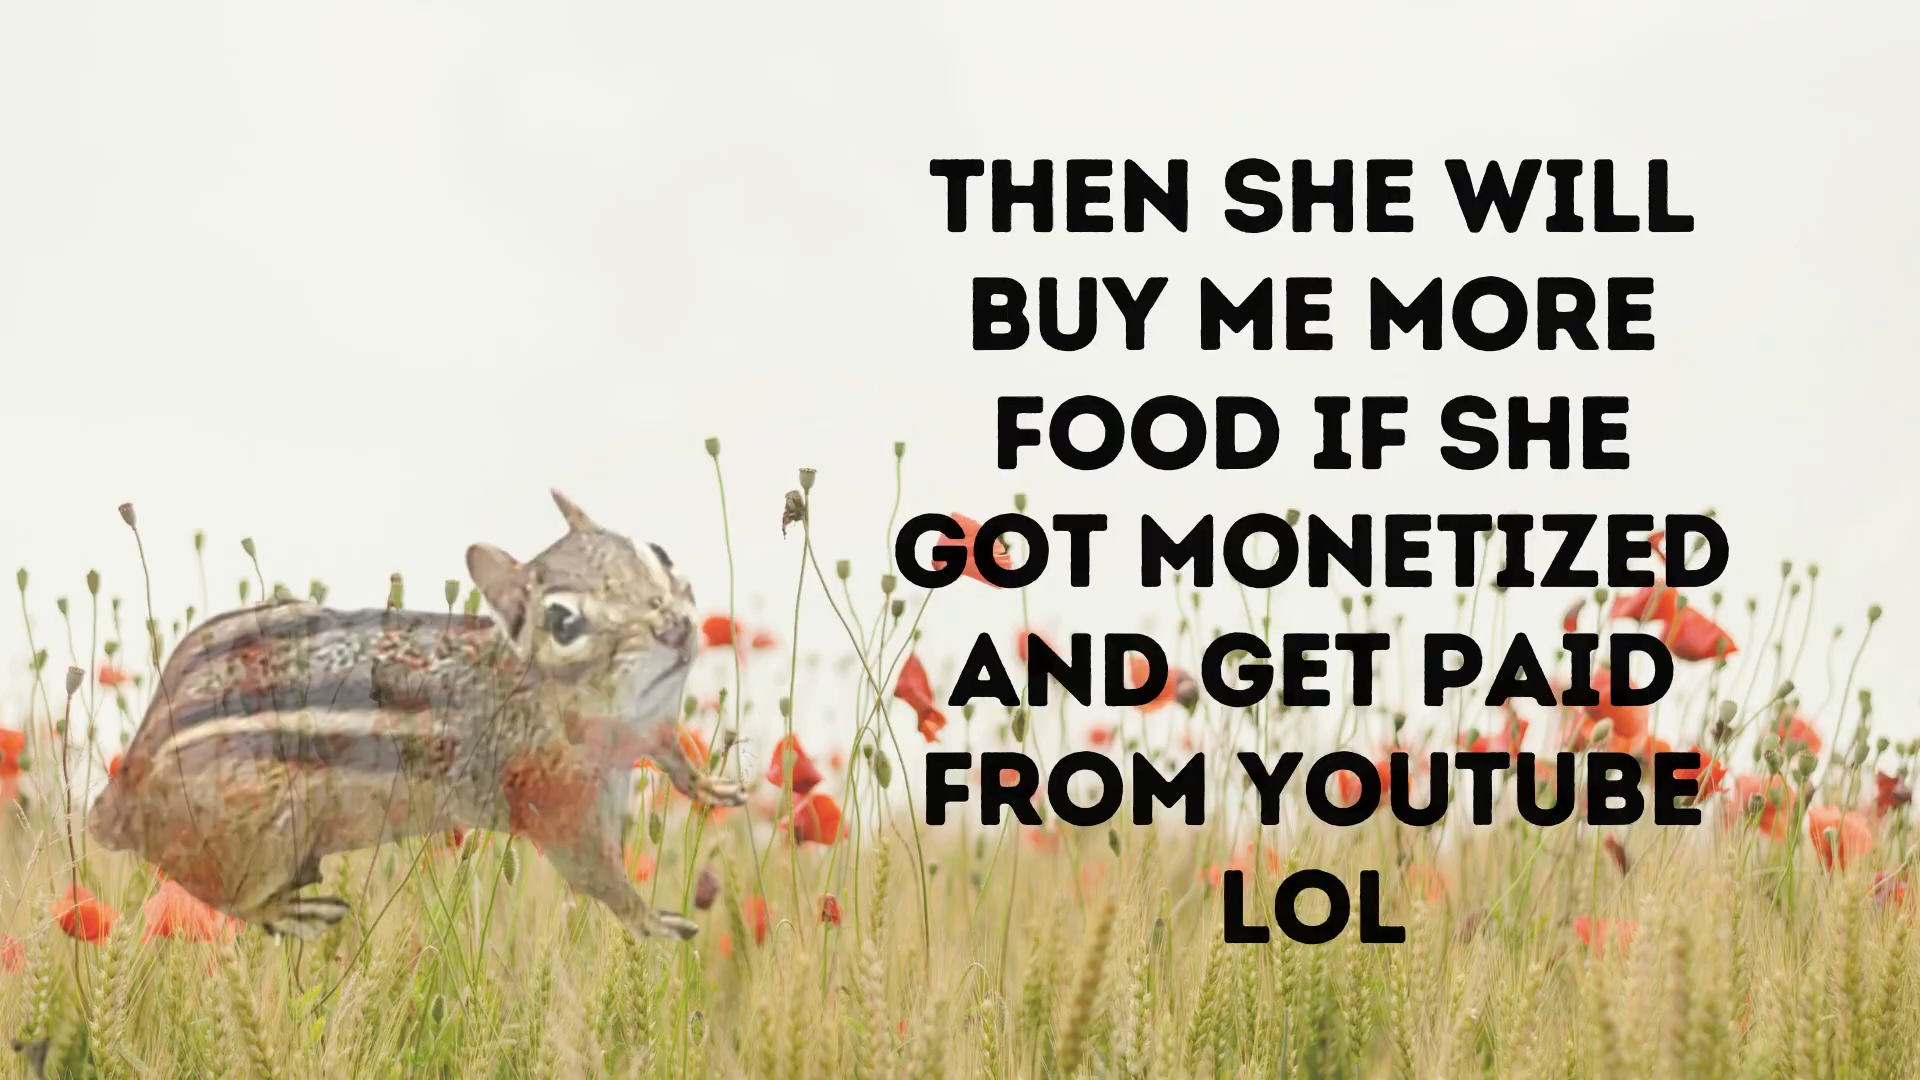 THEN SHE WILL
BUY ME MORE
FOOD IF SHE
GOT MONETIZED
AND GET PAID
FROM YOUTUBE
LOL